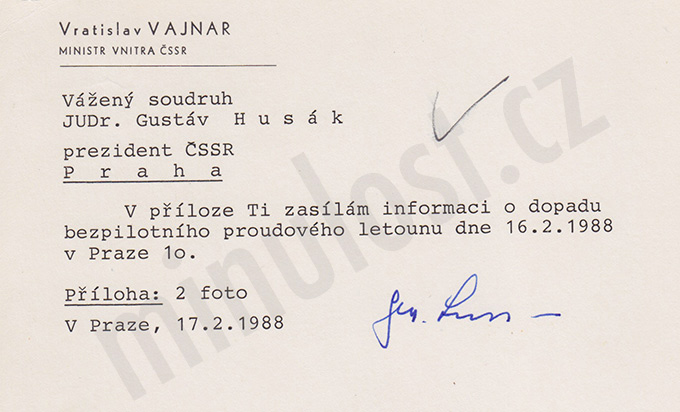 Vratislav VAJNAR
MINISTR VNITRA ČSSR
Vážený soudruh
JUDr. Gustáv H u s á k
prezident ČSSR
P r a h a
V příloze Ti zasílám informaci o dopadu
bezpilotního proudového letounu dne 16.2.1988
v Praze 1o.
Příloha: 2 foto
V Praze, 17.2.1988
minulost.cz